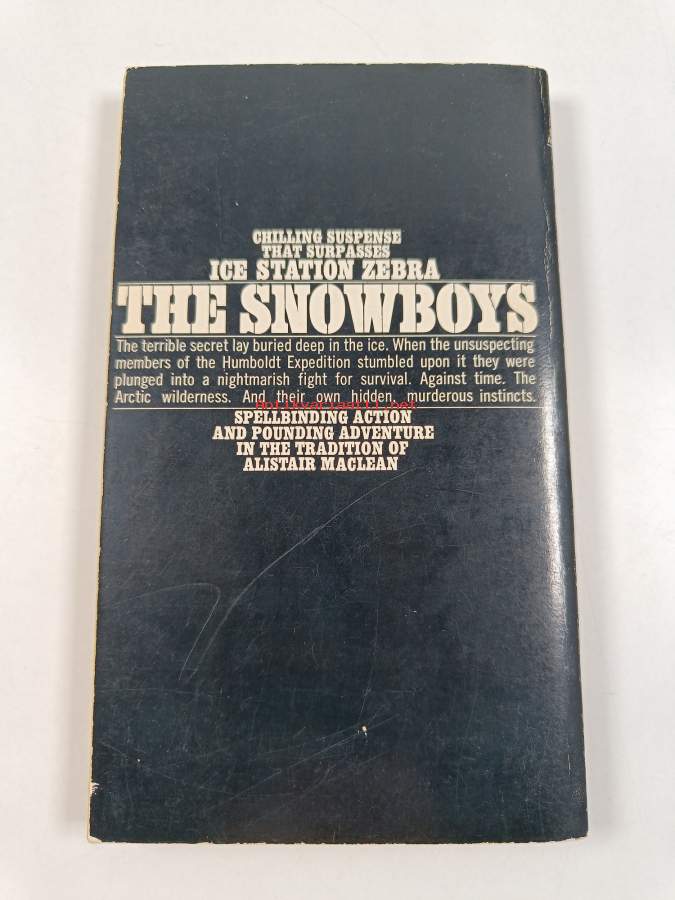 CHILLING SUSPENSE
THAT SURPASSES
ICE STATION ZEBRA
THE SNOWBOYS
The terrible secret lay buried deep in the ice. When the unsuspecting
members of the Humboldt Expedition stumbled upon it they were
plunged into a nightmarish fight for survival. Against time. The
Arctic wilderness. And their own hidden, murderous instincts.
SPELLBINDING ACTION
AND POUNDING ADVENTURE
IN THE TRADITION OF
ALISTAIR MACLEAN